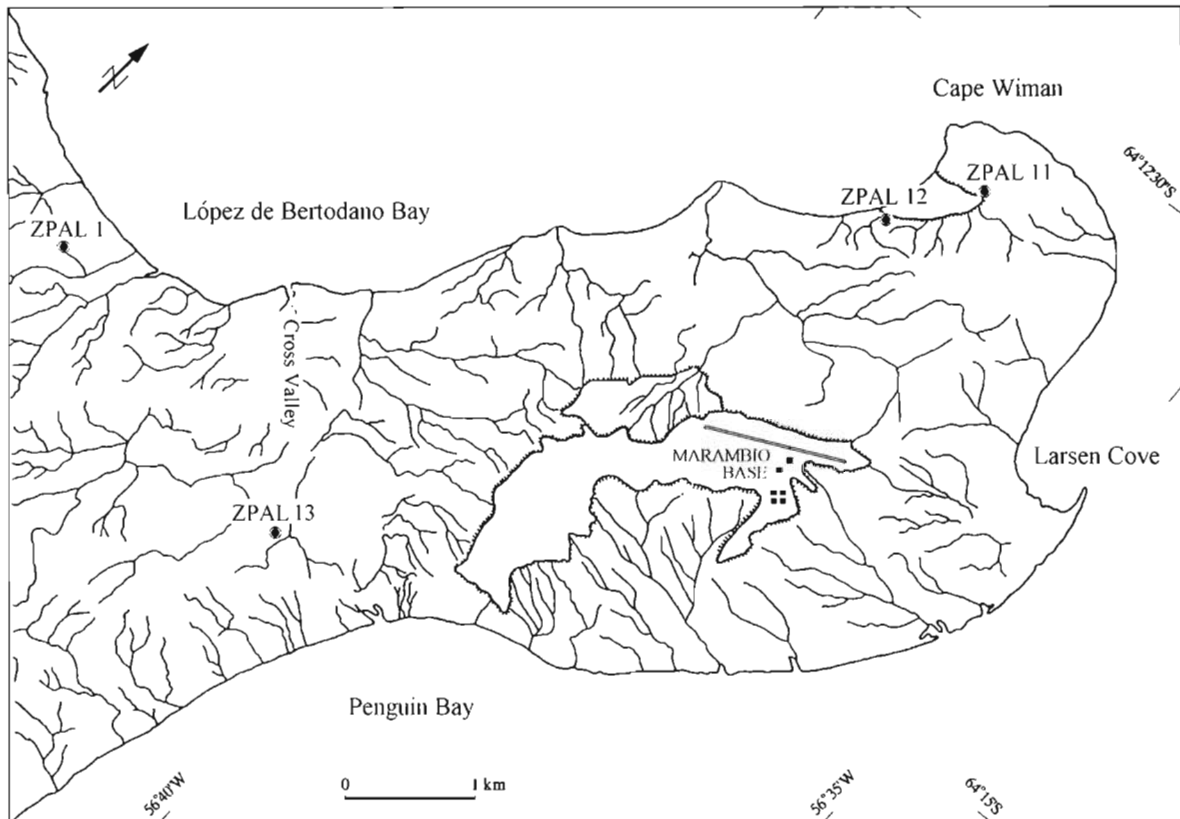 N
Cape Wiman
64°12'30"S
ZPAL 11
ZPAL 12
López de Bertodano Bay
ZPAL 1
Cross Valley
MARAMBIO
BASE
Larsen Cove
ZPAL 13
Penguin Bay
0 1 km
56°40'W
56°35'W
64°15'S